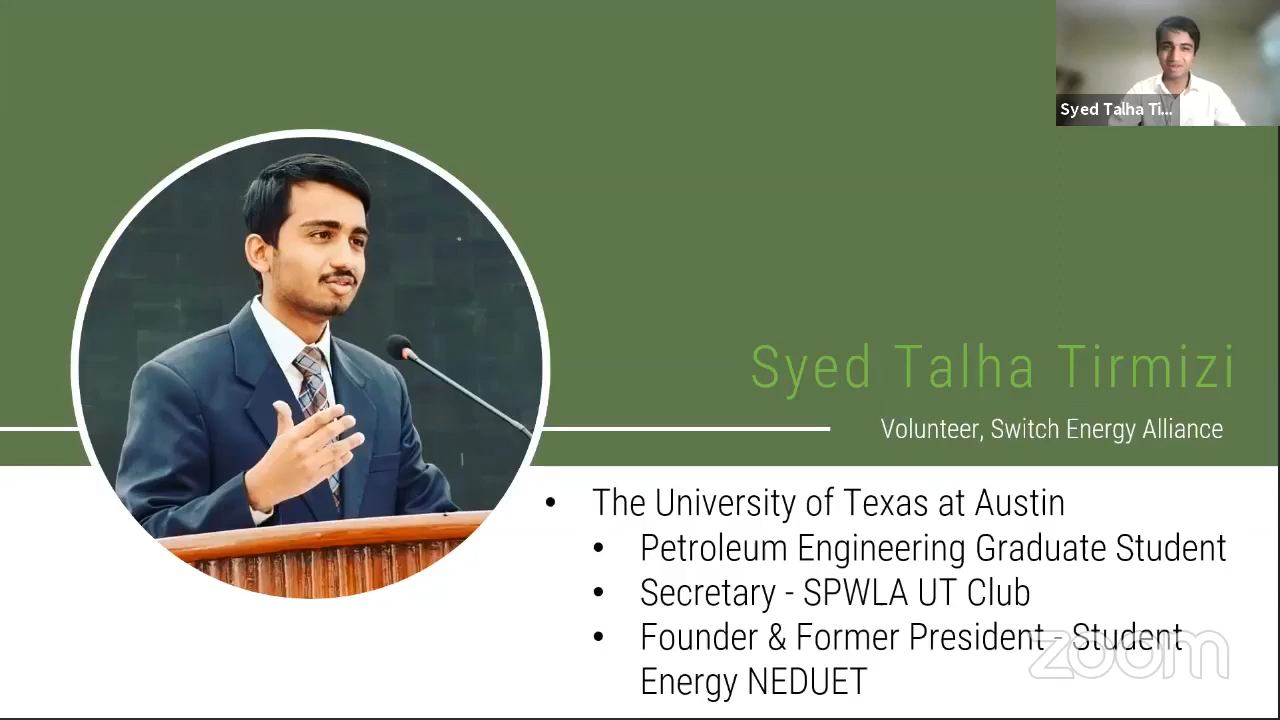 Syed Talha Ti...
Syed Talha Tirmizi
Volunteer, Switch Energy Alliance
• The University of Texas at Austin
• Petroleum Engineering Graduate Student
• Secretary - SPWLA UT Club
• Founder & Former President - Student
Energy NEDUET
zoom